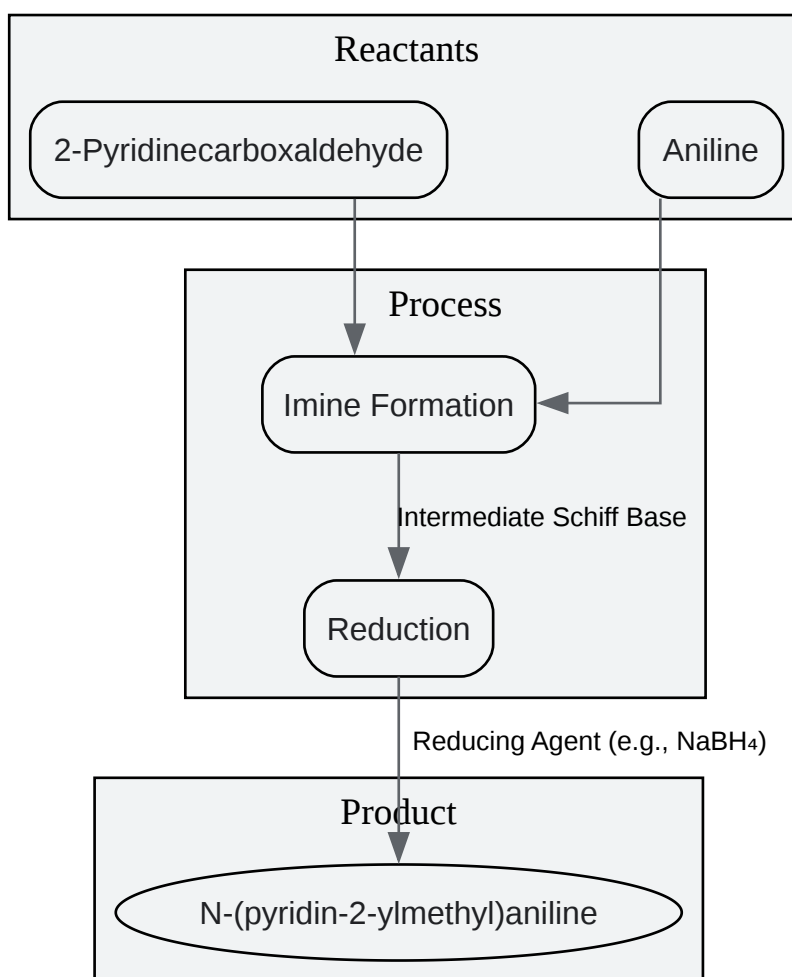 Reactants
2-Pyridinecarboxaldehyde
Aniline
Process
Imine Formation
Intermediate Schiff Base
Reduction
Reducing Agent (e.g., NaBH₄)
Product
N-(pyridin-2-ylmethyl)aniline